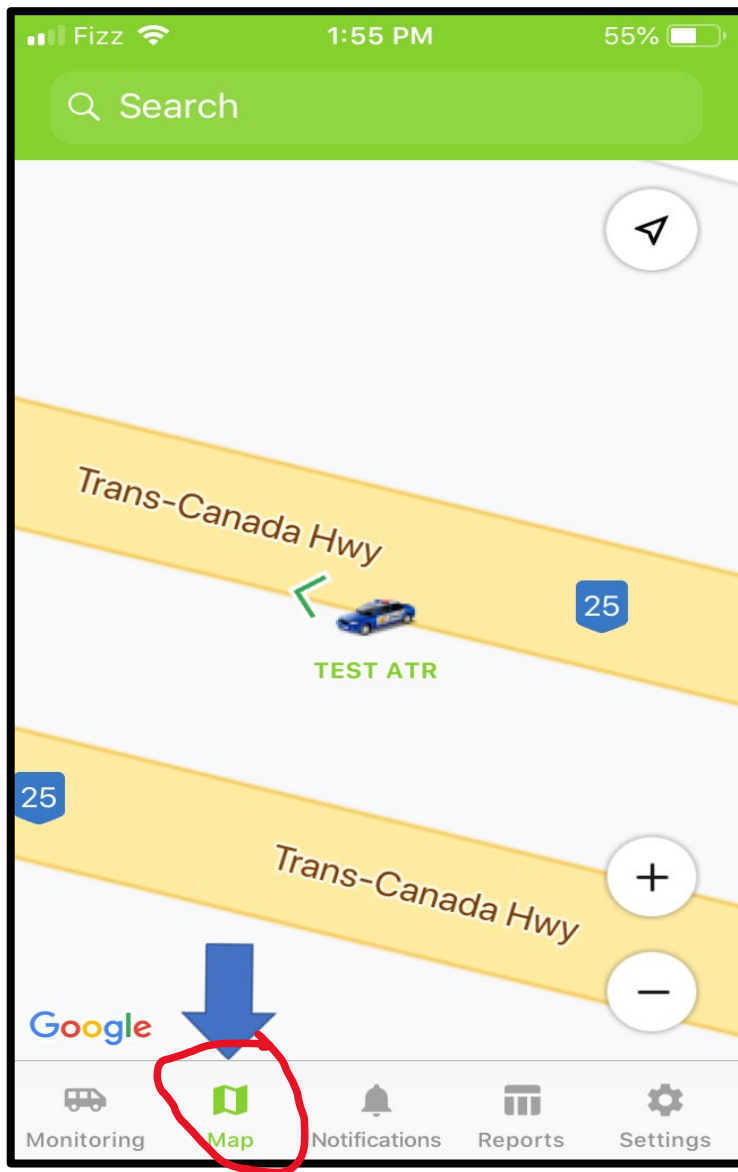 Fizz 1:55 PM 55%
Search
Trans-Canada Hwy
25
TEST ATR
25
Trans-Canada Hwy
Google
Monitoring Map Notifications Reports Settings